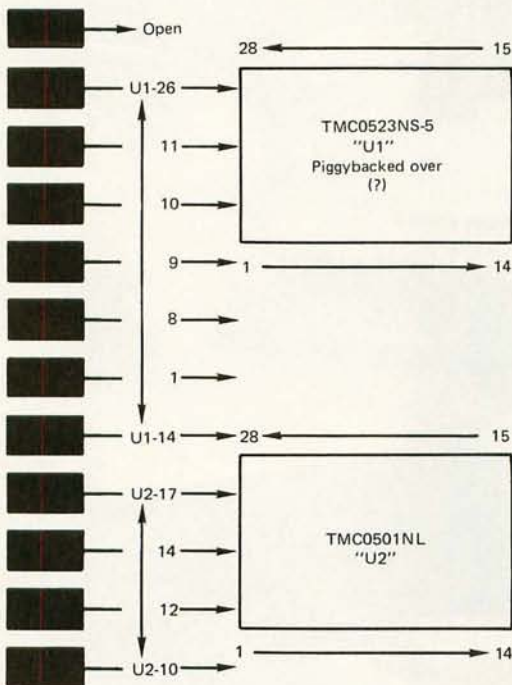 Open
28 15
U1-26
TMC0523NS-5
"U1"
Piggybacked over
(?)
11
10
9
1 14
8
1
U1-14 28 15
U2-17
TMC0501NL
"U2"
14
12
U2-10 1 14